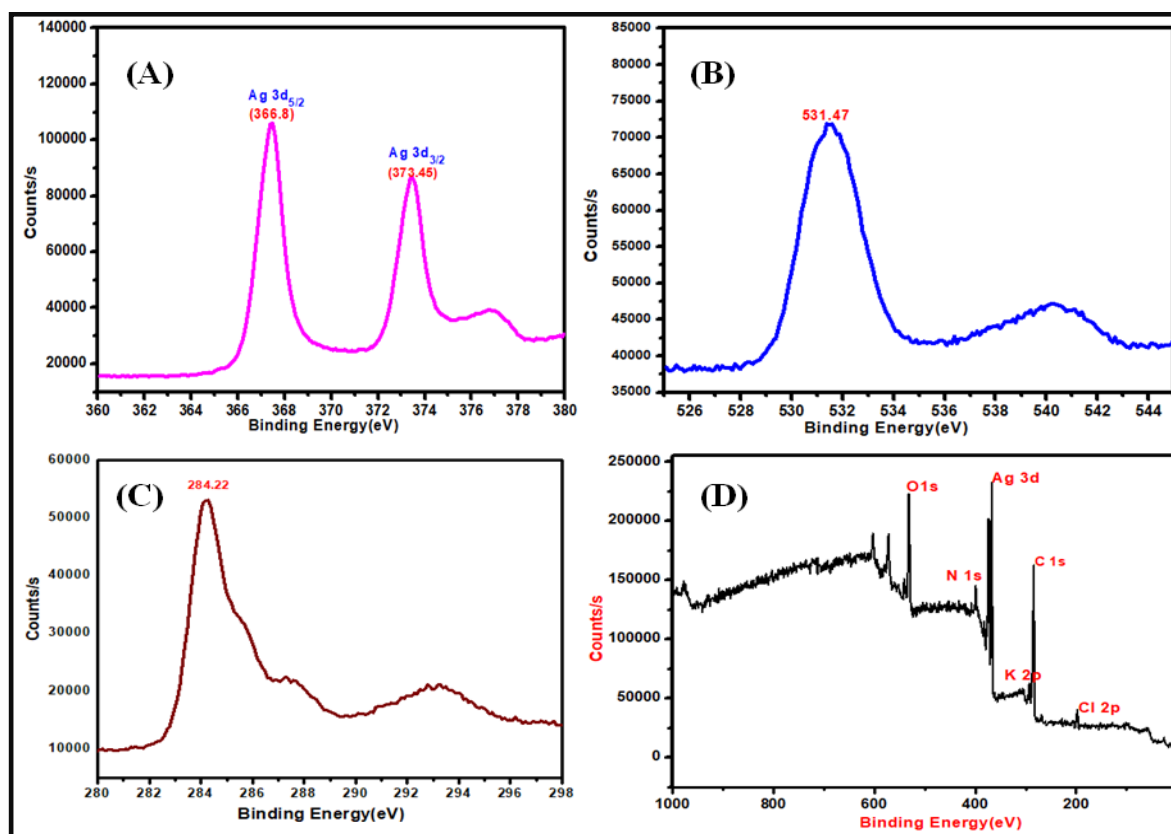 (A)
Ag 3d5/2
(366.8)
Ag 3d3/2
(373.45)
140000
120000
100000
80000
60000
40000
20000
Counts/s
360 362 364 366 368 370 372 374 376 378 380
Binding Energy(eV)
(B)
531.47
85000
80000
75000
70000
65000
60000
55000
50000
45000
40000
35000
Counts/s
526 528 530 532 534 536 538 540 542 544
Binding Energy(eV)
(C)
284.22
60000
50000
40000
30000
20000
10000
Counts/s
280 282 284 286 288 290 292 294 296 298
Binding Energy(eV)
(D)
O1s
Ag 3d
N 1s
C 1s
K 2p
Cl 2p
250000
200000
150000
100000
50000
0
Counts/s
1000 800 600 400 200
Binding Energy(eV)